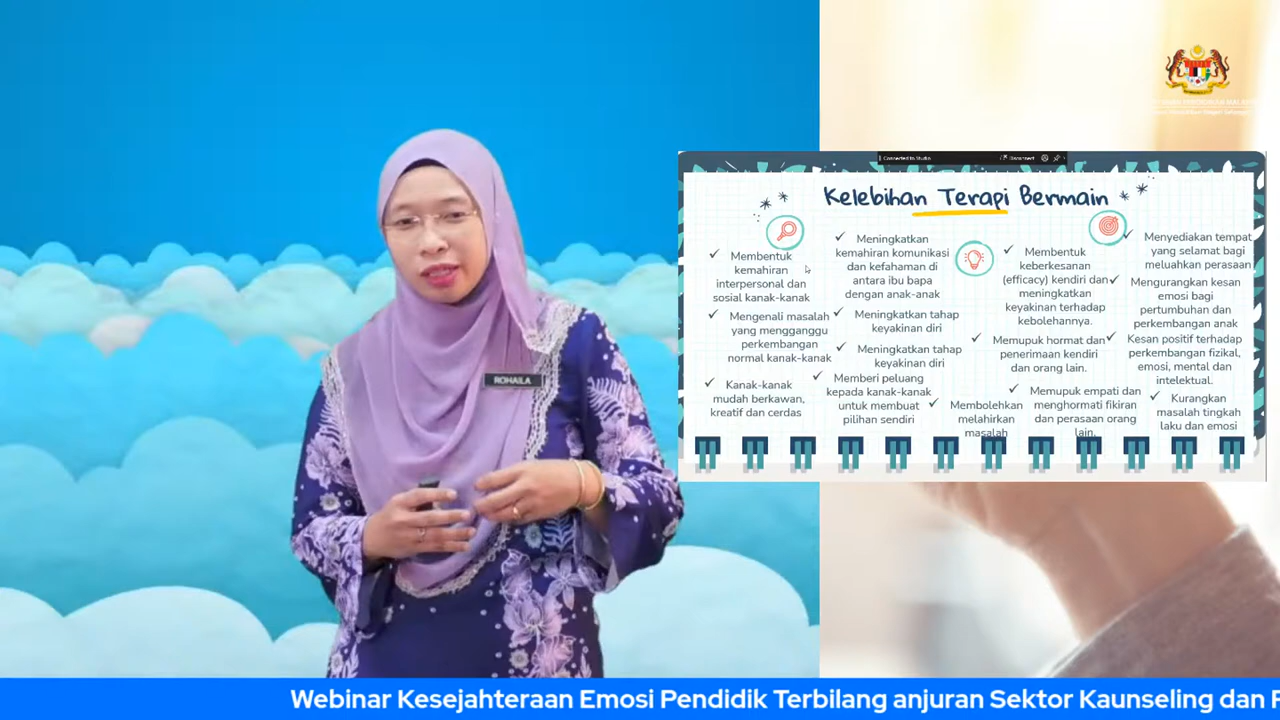 Connected to Studio
Disconnect
Kelebihan Terapi Bermain
Membentuk
kemahiran
interpersonal dan
sosial kanak-kanak
Mengenali masalah
yang mengganggu
perkembangan
normal kanak-kanak
Kanak-kanak
mudah berkawan,
kreatif dan cerdas
Meningkatkan
kemahiran komunikasi
dan kefahaman di
antara ibu bapa
dengan anak-anak
Meningkatkan tahap
keyakinan diri
Meningkatkan tahap
keyakinan diri
Memberi peluang
kepada kanak-kanak
untuk membuat
pilihan sendiri
Membentuk
keberkesanan
(efficacy) kendiri dan
meningkatkan
keyakinan terhadap
kebolehannya.
Memupuk hormat dan
penerimaan kendiri
dan orang lain.
Membolehkan
melahirkan
masalah
Memupuk empati dan
menghormati fikiran
dan perasaan orang
lain.
Menyediakan tempat
yang selamat bagi
meluahkan perasaan
Mengurangkan kesan
emosi bagi
pertumbuhan dan
perkembangan anak
Kesan positif terhadap
perkembangan fizikal,
emosi, mental dan
intelektual.
Kurangkan
masalah tingkah
laku dan emosi
ROHAILA
Webinar Kesejahteraan Emosi Pendidik Terbilang anjuran Sektor Kaunseling dan